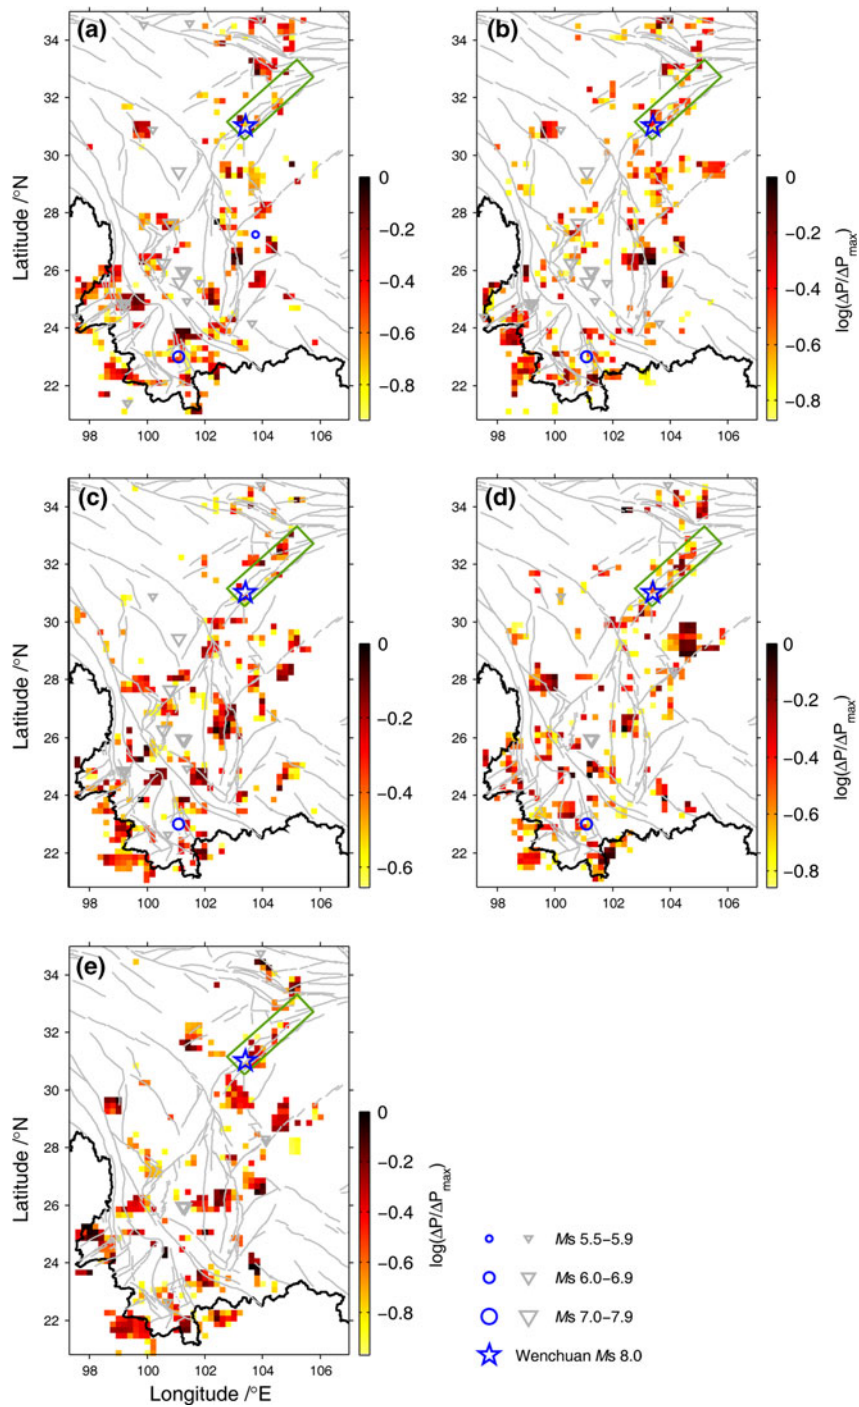 (a)
(b)
34
32
30
28
26
24
22
Latitude /°N
98 100 102 104 106
0
−0.2
−0.4
−0.6
−0.8
34
32
30
28
26
24
22
98 100 102 104 106
0
−0.2
−0.4
−0.6
−0.8
log(ΔP/ΔPmax)
(c)
(d)
34
32
30
28
26
24
22
Latitude /°N
98 100 102 104 106
0
−0.2
−0.4
−0.6
34
32
30
28
26
24
22
98 100 102 104 106
0
−0.2
−0.4
−0.6
−0.8
log(ΔP/ΔPmax)
(e)
34
32
30
28
26
24
22
Latitude /°N
98 100 102 104 106
Longitude /°E
0
−0.2
−0.4
−0.6
−0.8
log(ΔP/ΔPmax)
Ms 5.5−5.9
Ms 6.0−6.9
Ms 7.0−7.9
Wenchuan Ms 8.0